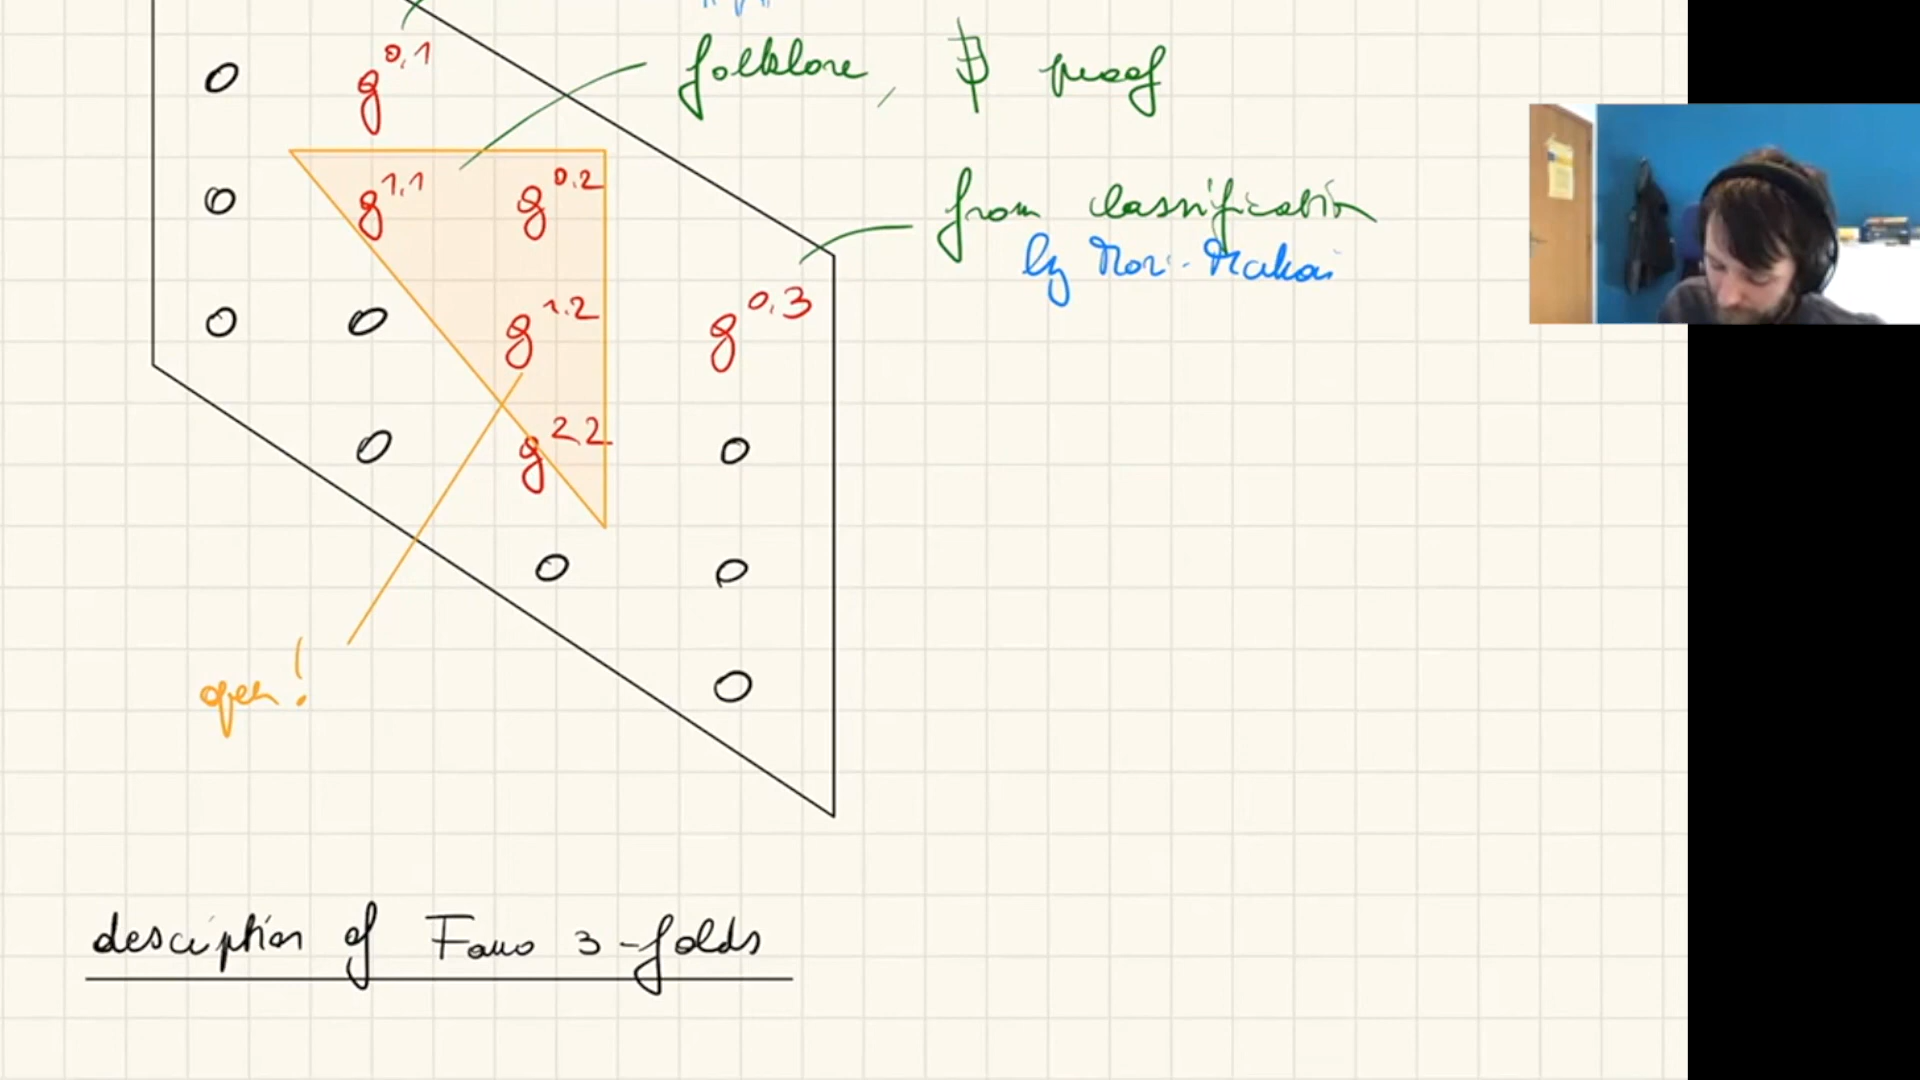 0 g^{0,1} folklore, ∄ proof
0 g^{1,1} g^{0,2} from classification
by Mori-Mukai
0 0 g^{1,2} g^{0,3}
0 g^{2,2} 0
0 0
open! 0
description of Fano 3-folds